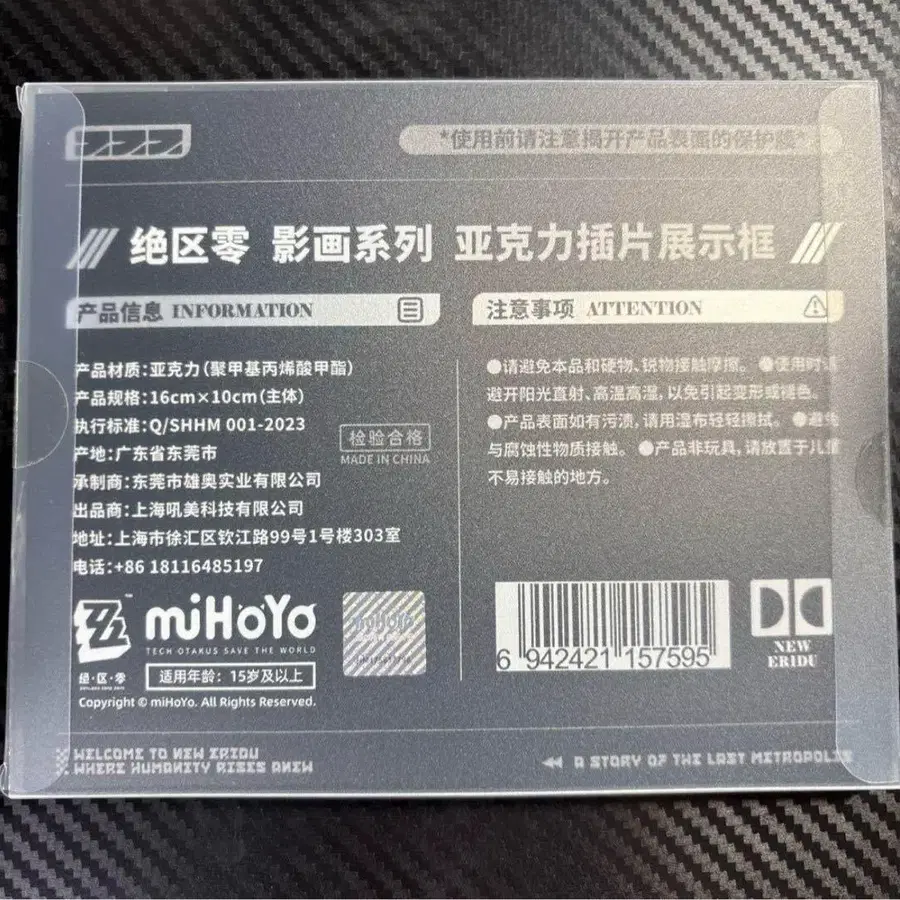 *使用前请注意揭开产品表面的保护膜*
绝区零 影画系列 亚克力插片展示框
产品信息 INFORMATION
产品材质:亚克力(聚甲基丙烯酸甲酯)
产品规格:16cm×10cm(主体)
执行标准:Q/SHHM 001-2023
产地:广东省东莞市
承制商:东莞市雄奥实业有限公司
出品商:上海吼美科技有限公司
地址:上海市徐汇区钦江路99号1号楼303室
电话:+86 18116485197
检验合格
MADE IN CHINA
注意事项 ATTENTION
●请避免本品和硬物、锐物接触摩擦。 ●使用时请
避开阳光直射、高温高湿,以免引起变形或褪色。
●产品表面如有污渍,请用湿布轻轻擦拭。 ●避免
与腐蚀性物质接触。 ●产品非玩具,请放置于儿童
不易接触的地方。
绝·区·零
miHoYo
TECH OTAKUS SAVE THE WORLD
适用年龄:15岁及以上
Copyright © miHoYo. All Rights Reserved.
miHoYo
6 942421 157595
NEW
ERIDU
WELCOME TO NEW ERIDU
WHERE HUMANITY RISES ANEW
A STORY OF THE LAST METROPOLIS